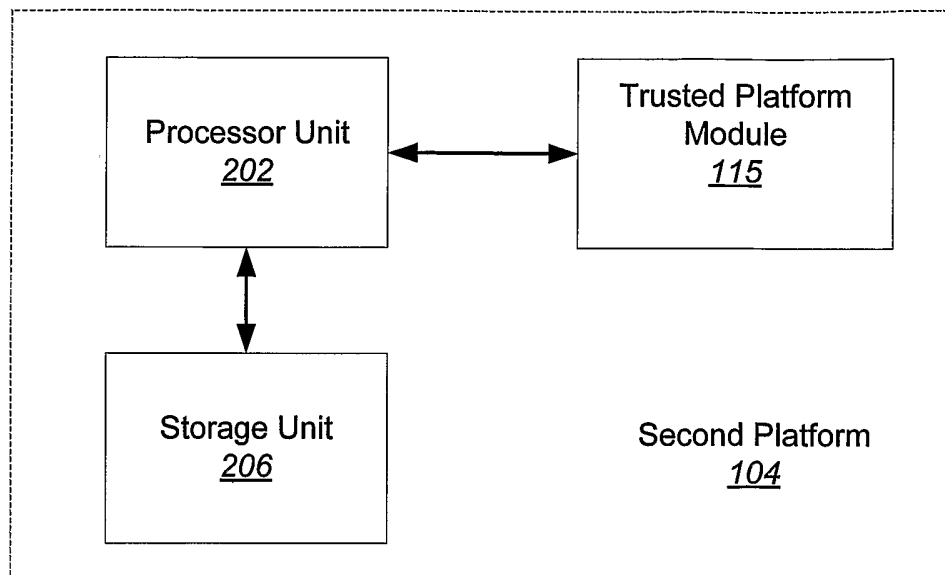 Processor Unit
202
Trusted Platform
Module
115
Storage Unit
206
Second Platform
104